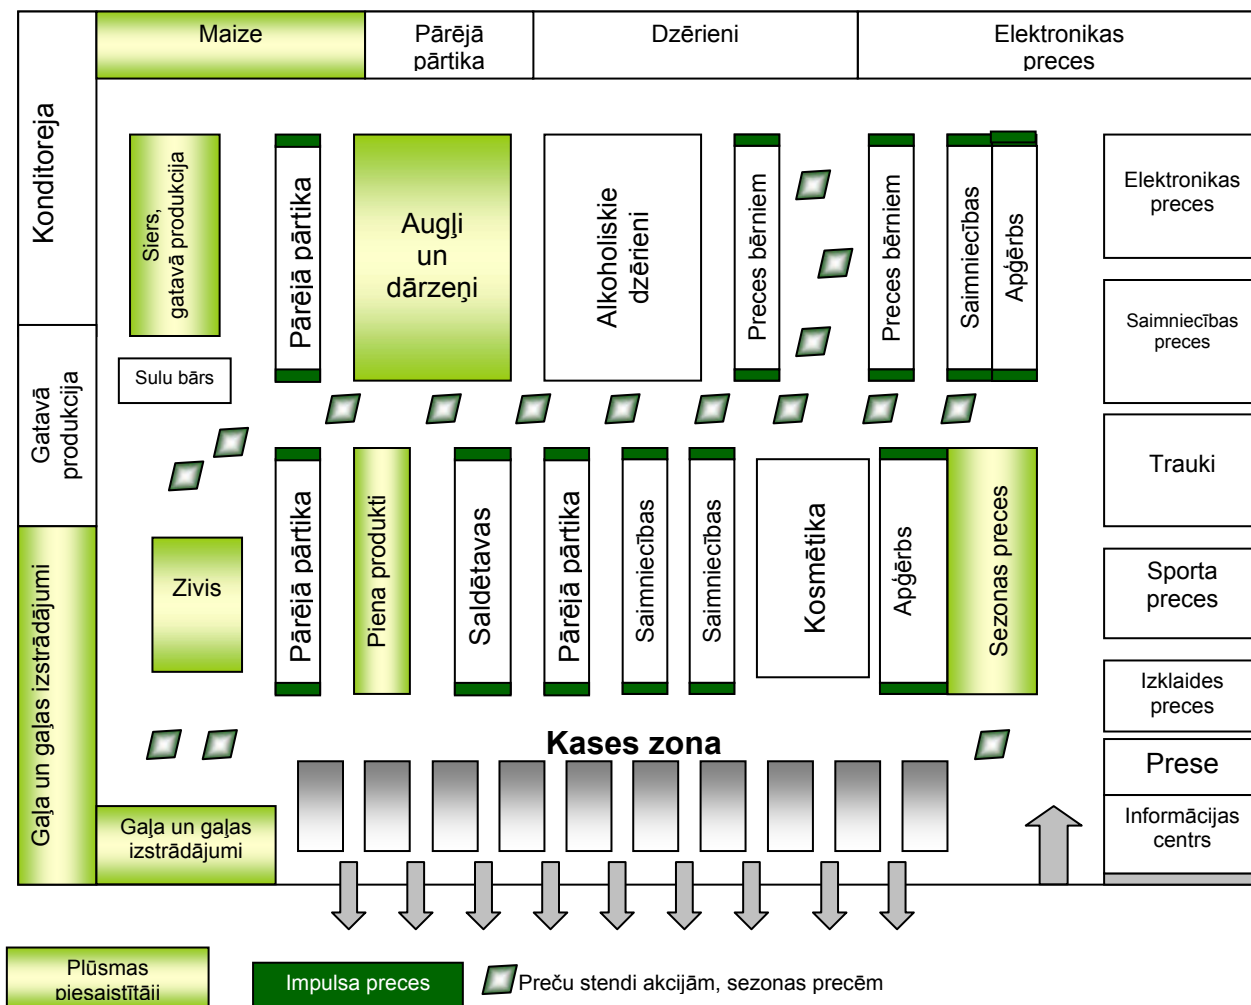 Maize
Pārējā
pārtika
Dzērieni
Elektronikas
preces
Konditoreja
Siers,
gatavā produkcija
Pārējā pārtika
Augļi
un
dārzeņi
Alkoholiskie
dzērieni
Preces bērniem
Preces bērniem
Saimniecības
Apģērbs
Elektronikas
preces
Saimniecības
preces
Sulu bārs
Gatavā
produkcija
Trauki
Pārējā pārtika
Piena produkti
Saldētavas
Pārējā pārtika
Saimniecības
Saimniecības
Kosmētika
Apģērbs
Sezonas preces
Zivis
Sporta
preces
Gaļa un gaļas izstrādājumi
Izklaides
preces
Kases zona
Prese
Gaļa un gaļas
izstrādājumi
Informācijas
centrs
Plūsmas
piesaistītāji
Impulsa preces
Preču stendi akcijām, sezonas precēm